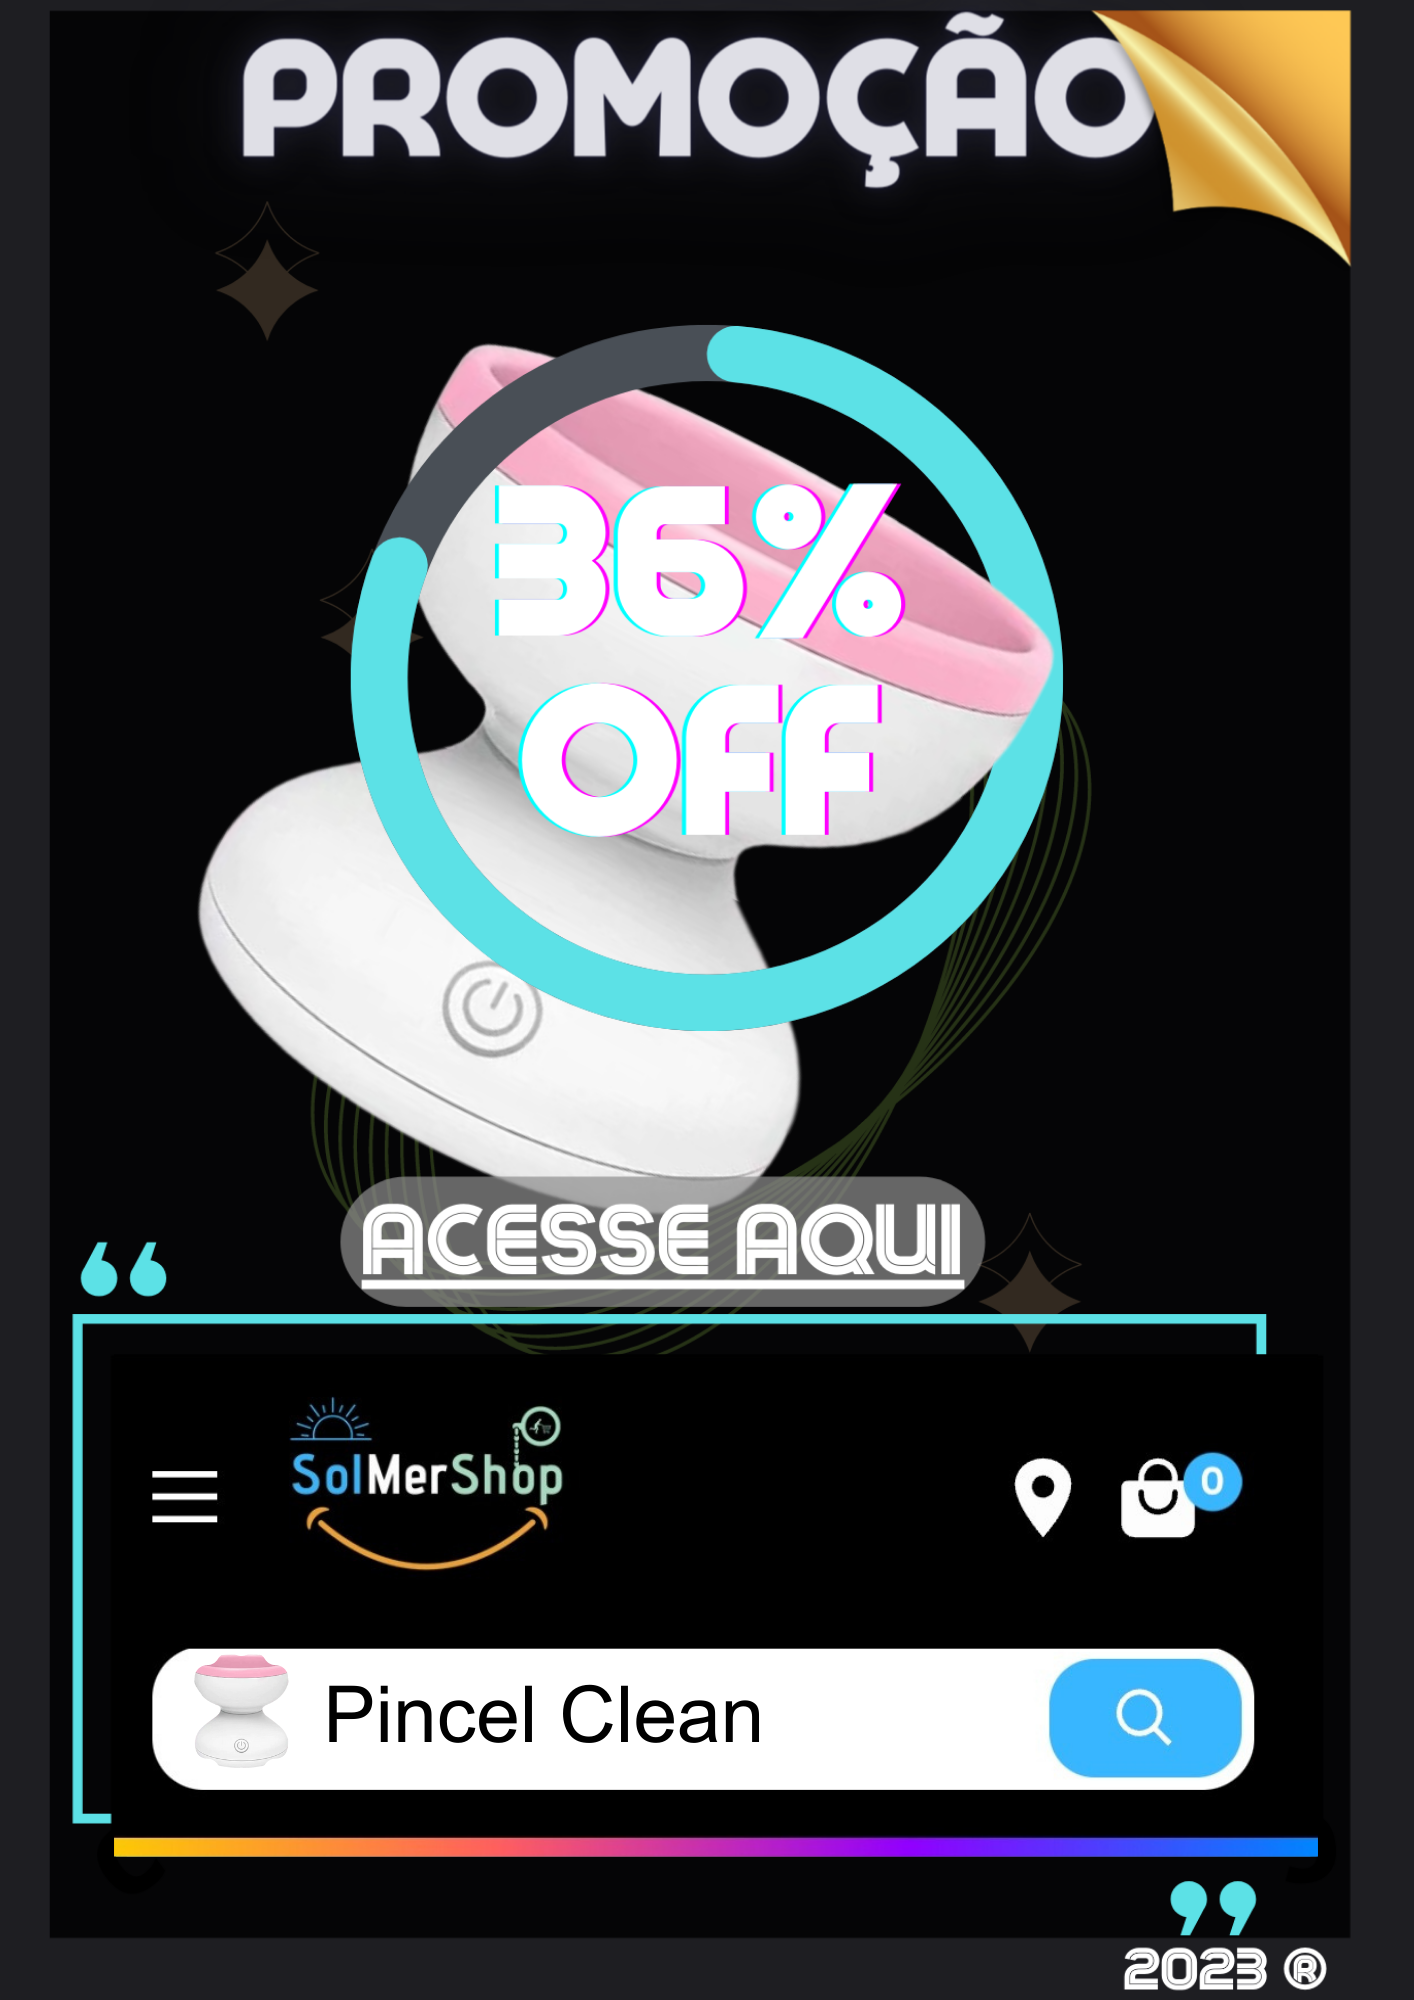 PROMOÇÃO
36%
OFF
ACESSE AQUI
“
SolMerShop
0
Pincel Clean
”
2023 ®